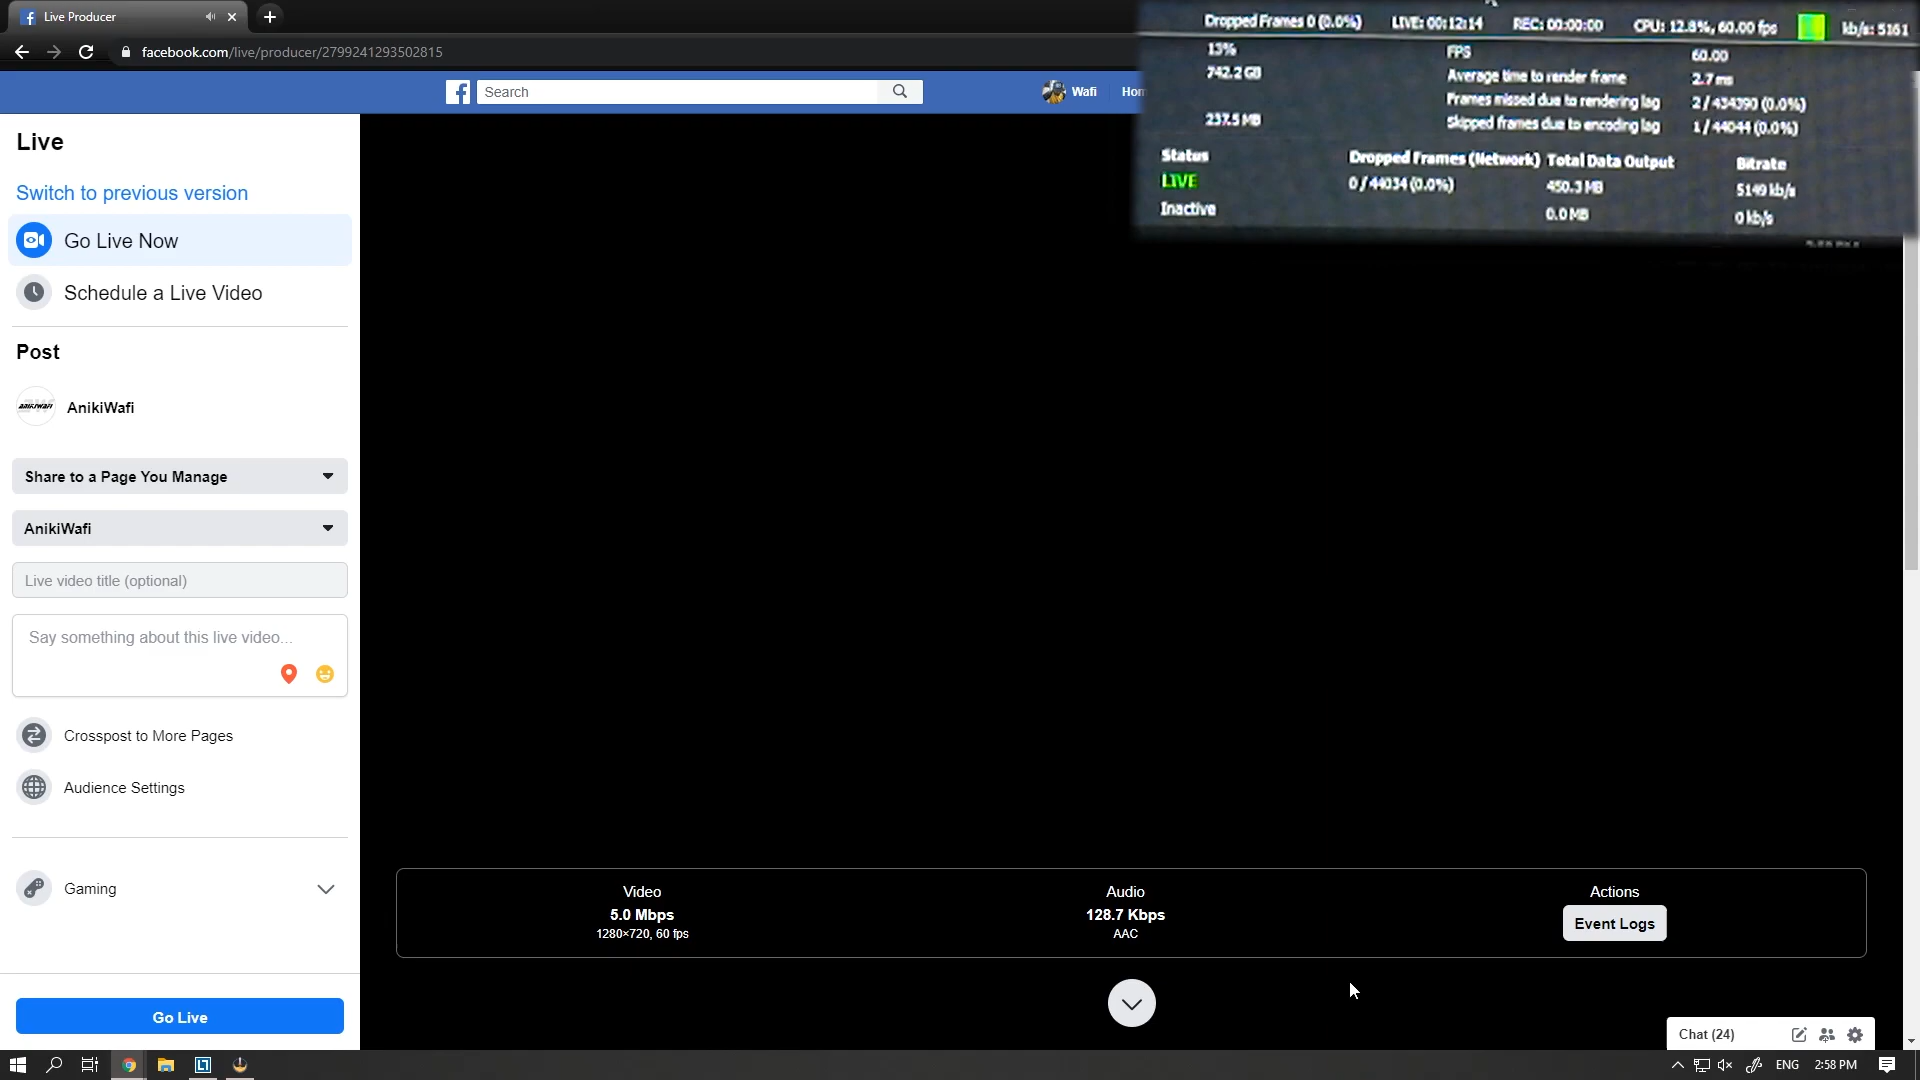 Live Producer
facebook.com/live/producer/2799241293502815
Search
Wafi
Hom
Dropped Frames 0 (0.0%) LIVE: 00:12:14 REC: 00:00:00 CPU: 12.8%, 60.00 fps kb/s: 5161
13% FPS 60.00
742.2 GB Average time to render frame 2.7 ms
Frames missed due to rendering lag 2 / 434390 (0.0%)
237.5 MB Skipped frames due to encoding lag 1 / 44044 (0.0%)
Status Dropped Frames (Network) Total Data Output Bitrate
LIVE 0 / 44034 (0.0%) 450.3 MB 5149 kb/s
Inactive 0.0 MB 0 kb/s
Live
Switch to previous version
Go Live Now
Schedule a Live Video
Post
AnikiWafi
Share to a Page You Manage
AnikiWafi
Live video title (optional)
Say something about this live video...
Crosspost to More Pages
Audience Settings
Gaming
Go Live
Video
5.0 Mbps
1280×720, 60 fps
Audio
128.7 Kbps
AAC
Actions
Event Logs
Chat (24)
ENG 2:58 PM